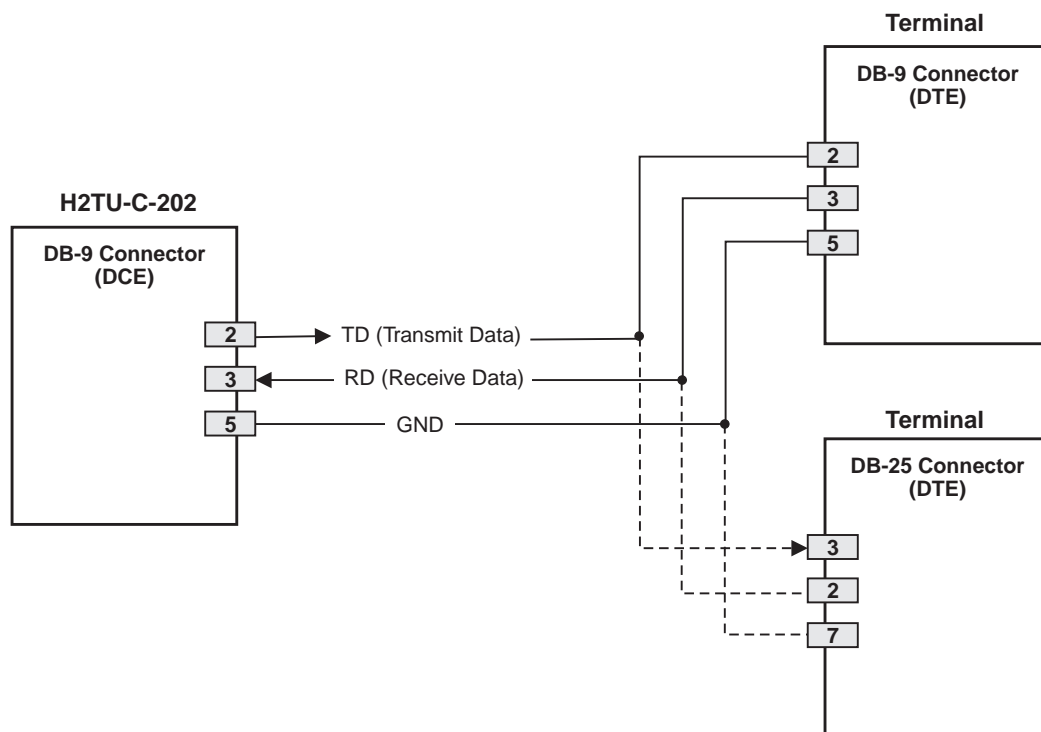 Terminal
DB-9 Connector
(DTE)
2
3
5
H2TU-C-202
DB-9 Connector
(DCE)
2
TD (Transmit Data)
3
RD (Receive Data)
5
GND
Terminal
DB-25 Connector
(DTE)
3
2
7